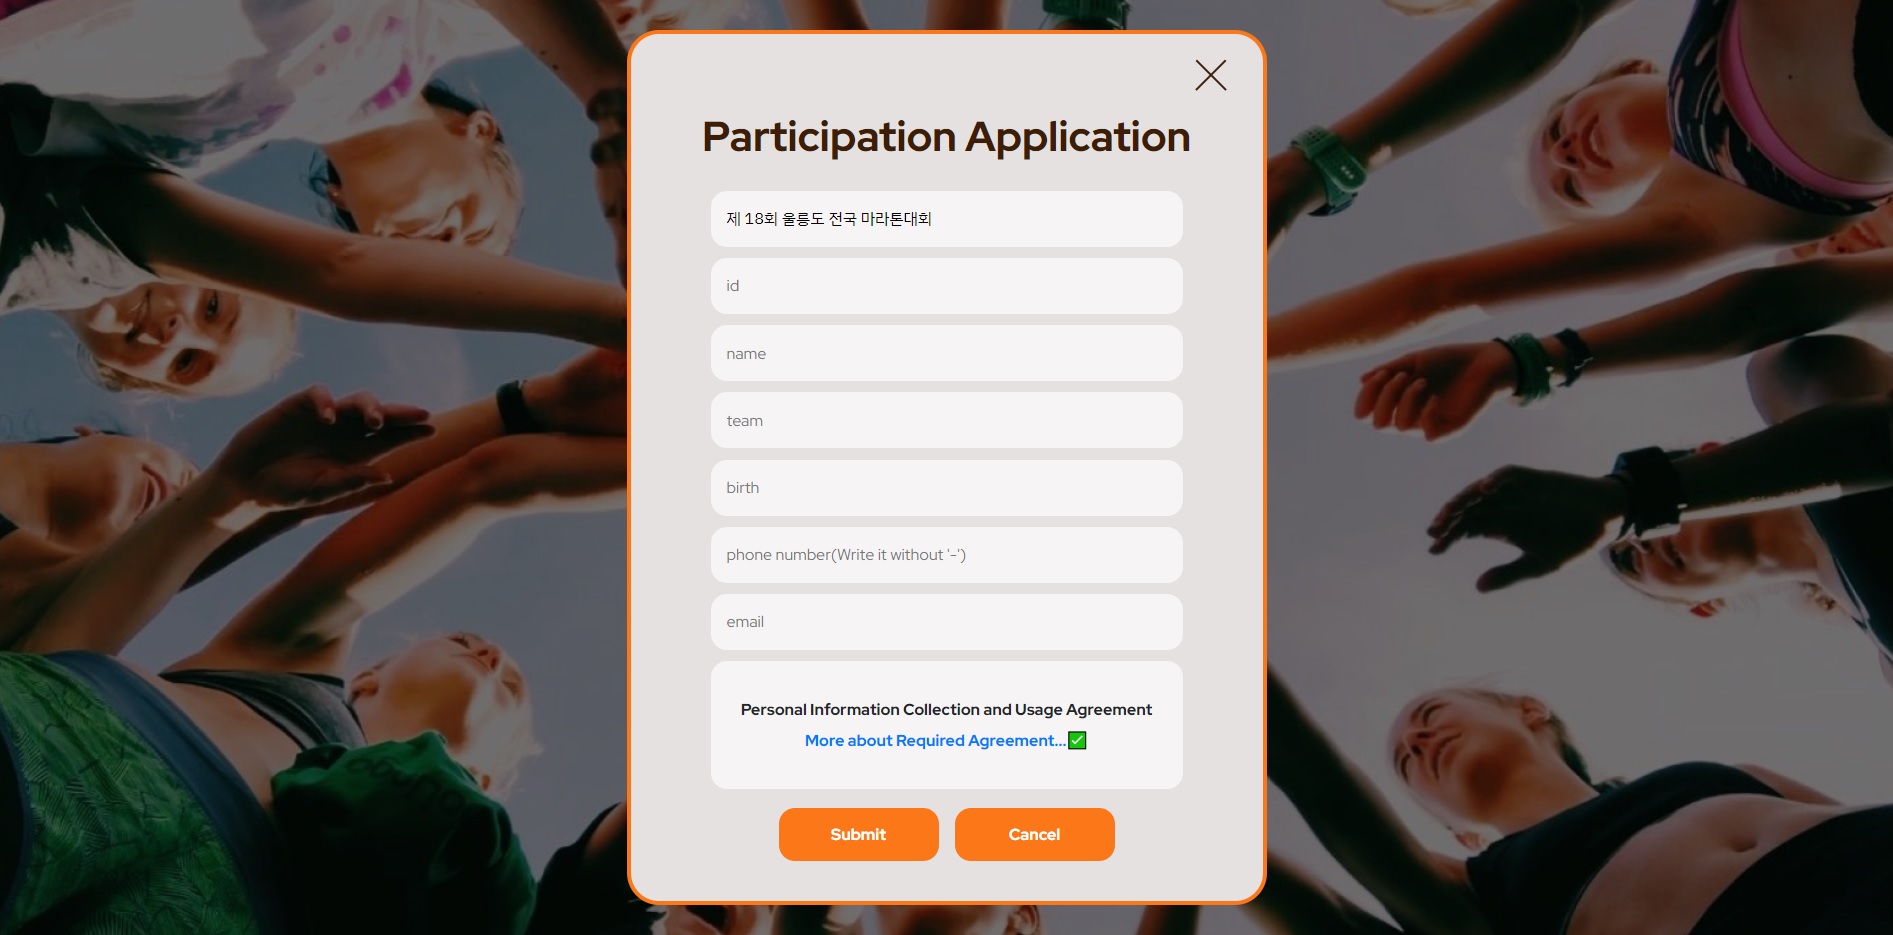 Participation Application
제 18회 울릉도 전국 마라톤대회
id
name
team
birth
phone number(Write it without '-')
email
Personal Information Collection and Usage Agreement
More about Required Agreement...✅
Submit
Cancel